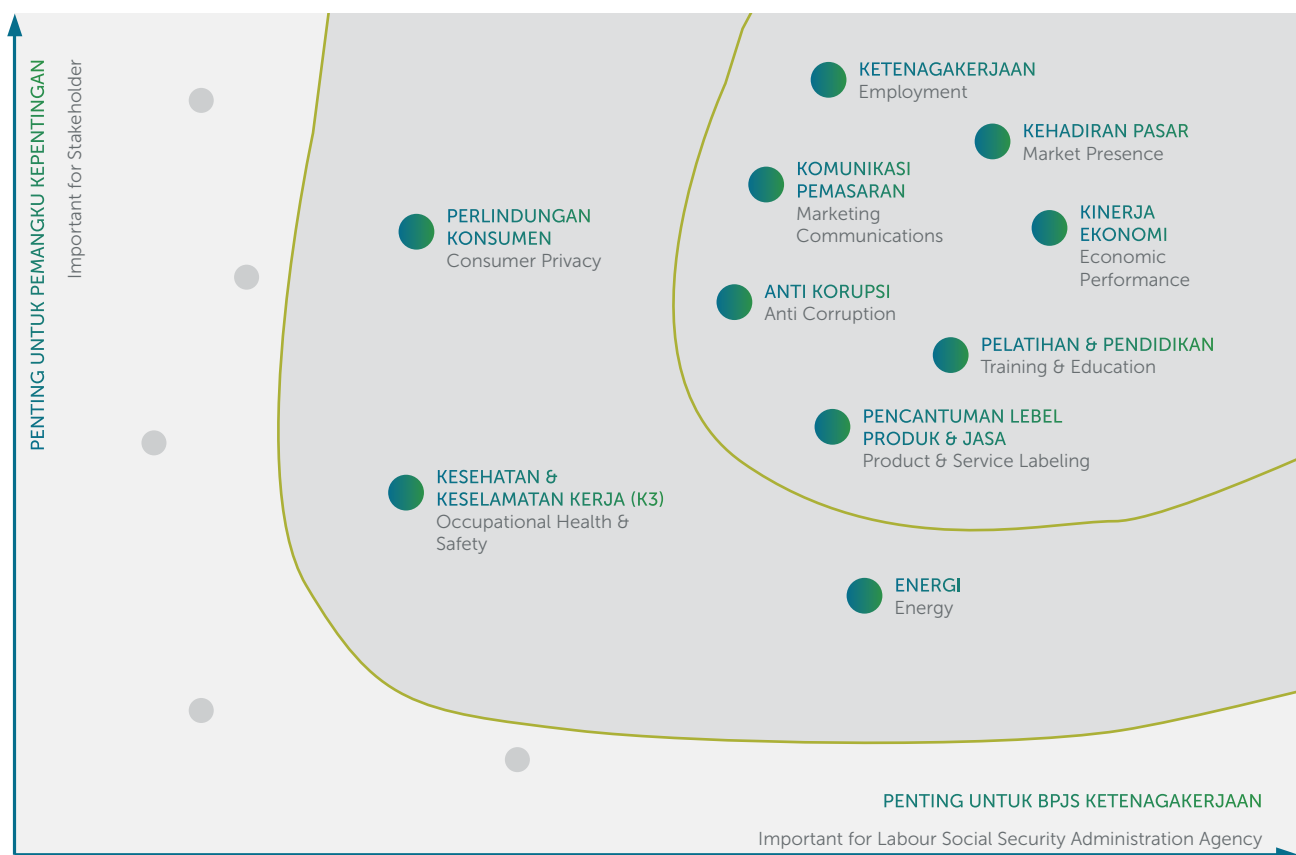 PENTING UNTUK PEMANGKU KEPENTINGAN
Important for Stakeholder
KETENAGAKERJAAN
Employment
KEHADIRAN PASAR
Market Presence
KOMUNIKASI
PEMASARAN
Marketing
Communications
KINERJA
EKONOMI
Economic
Performance
PERLINDUNGAN
KONSUMEN
Consumer Privacy
ANTI KORUPSI
Anti Corruption
PELATIHAN & PENDIDIKAN
Training & Education
PENCANTUMAN LEBEL
PRODUK & JASA
Product & Service Labeling
KESEHATAN &
KESELAMATAN KERJA (K3)
Occupational Health &
Safety
ENERGI
Energy
PENTING UNTUK BPJS KETENAGAKERJAAN
Important for Labour Social Security Administration Agency